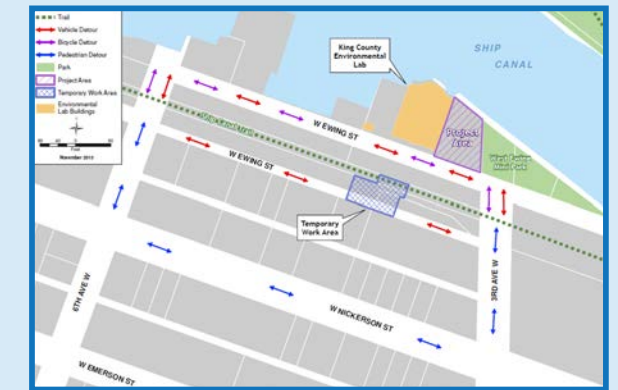 Trail
Vehicle Detour
Bicycle Detour
Pedestrian Detour
Park
Project Area
Temporary Work Area
Environmental
Lab Buildings
November 2013
King County
Environmental
Lab
SHIP
CANAL
W EWING ST
Project
Area
West Ewing
Mini Park
W EWING ST
Temporary
Work Area
6TH AVE W
3RD AVE W
W NICKERSON ST
W EMERSON ST